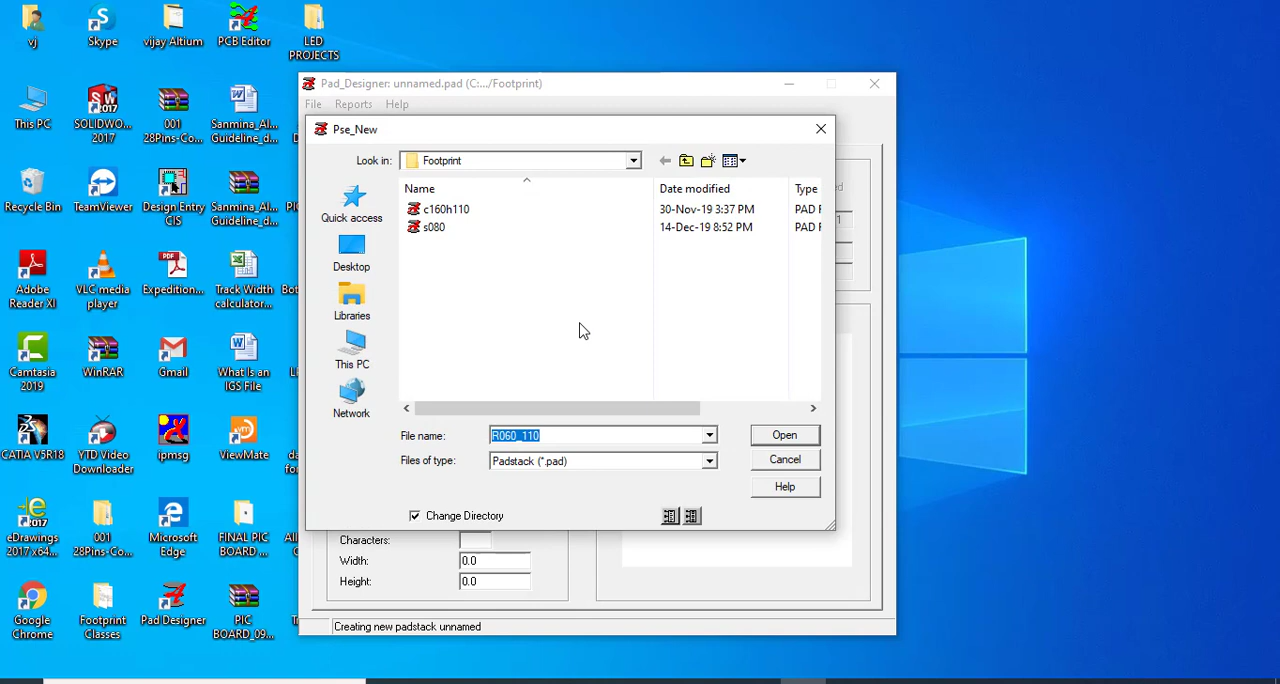 vj
Skype
vijay Altium
PCB Editor
LED
PROJECTS
This PC
SOLIDWO...
2017
001
28Pins-Co...
Sanmina_Al...
Guideline_d...
Recycle Bin
TeamViewer
Design Entry
CIS
Sanmina_Al...
Guideline_d...
Adobe
Reader XI
VLC media
player
Expedition...
Track Width
calculator...
Camtasia
2019
WinRAR
Gmail
What Is an
IGS File
CATIA V5R18
YTD Video
Downloader
ipmsg
ViewMate
eDrawings
2017 x64...
001
28Pins-Co...
Microsoft
Edge
FINAL PIC
BOARD ...
Google
Chrome
Footprint
Classes
Pad Designer
PIC
BOARD_09...
Pad_Designer: unnamed.pad (C:.../Footprint)
File Reports Help
Pse_New
Look in: Footprint
Quick access
Desktop
Libraries
This PC
Network
Name Date modified Type
c160h110 30-Nov-19 3:37 PM PAD F
s080 14-Dec-19 8:52 PM PAD F
File name: R060_110 Open
Files of type: Padstack (*.pad) Cancel
Help
Change Directory
Characters:
Width: 0.0
Height: 0.0
Creating new padstack unnamed